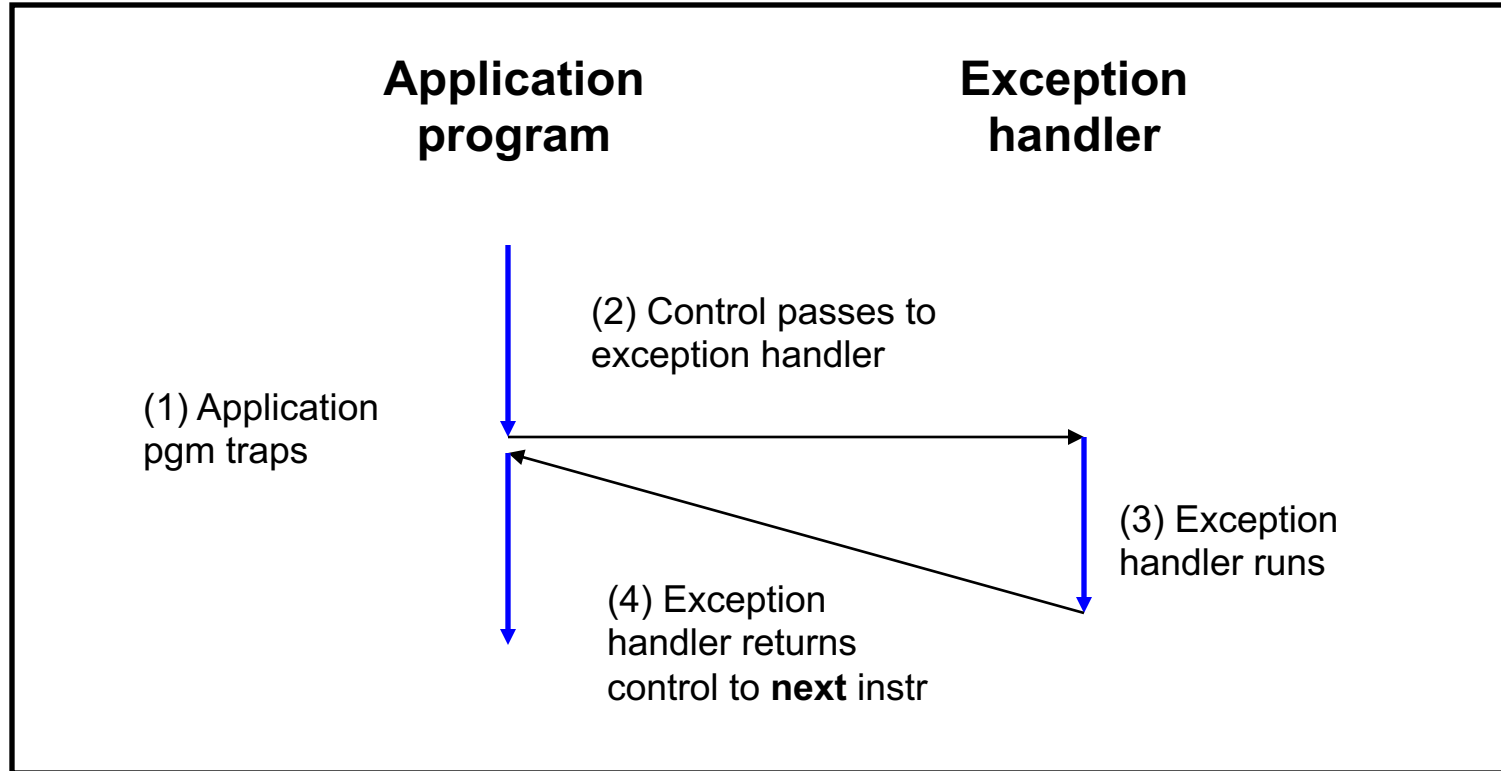 Application
program
Exception
handler
(2) Control passes to
exception handler
(1) Application
pgm traps
(3) Exception
handler runs
(4) Exception
handler returns
control to next instr